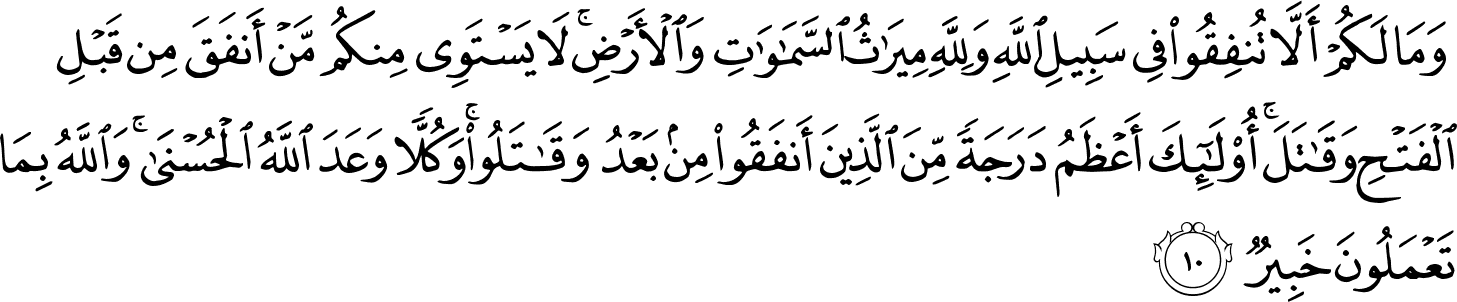 وَمَا لَكُمْ أَلَّا تُنفِقُوا۟ فِى سَبِيلِ ٱللَّهِ وَلِلَّهِ مِيرَٰثُ ٱلسَّمَـٰوَٰتِ وَٱلْأَرْضِ ۚ لَا يَسْتَوِى مِنكُم مَّنْ أَنفَقَ مِن قَبْلِ
ٱلْفَتْحِ وَقَـٰتَلَ ۚ أُو۟لَـٰٓئِكَ أَعْظَمُ دَرَجَةً مِّنَ ٱلَّذِينَ أَنفَقُوا۟ مِنۢ بَعْدُ وَقَـٰتَلُوا۟ ۚ وَكُلًّا وَعَدَ ٱللَّهُ ٱلْحُسْنَىٰ ۚ وَٱللَّهُ بِمَا
تَعْمَلُونَ خَبِيرٌ ١٠